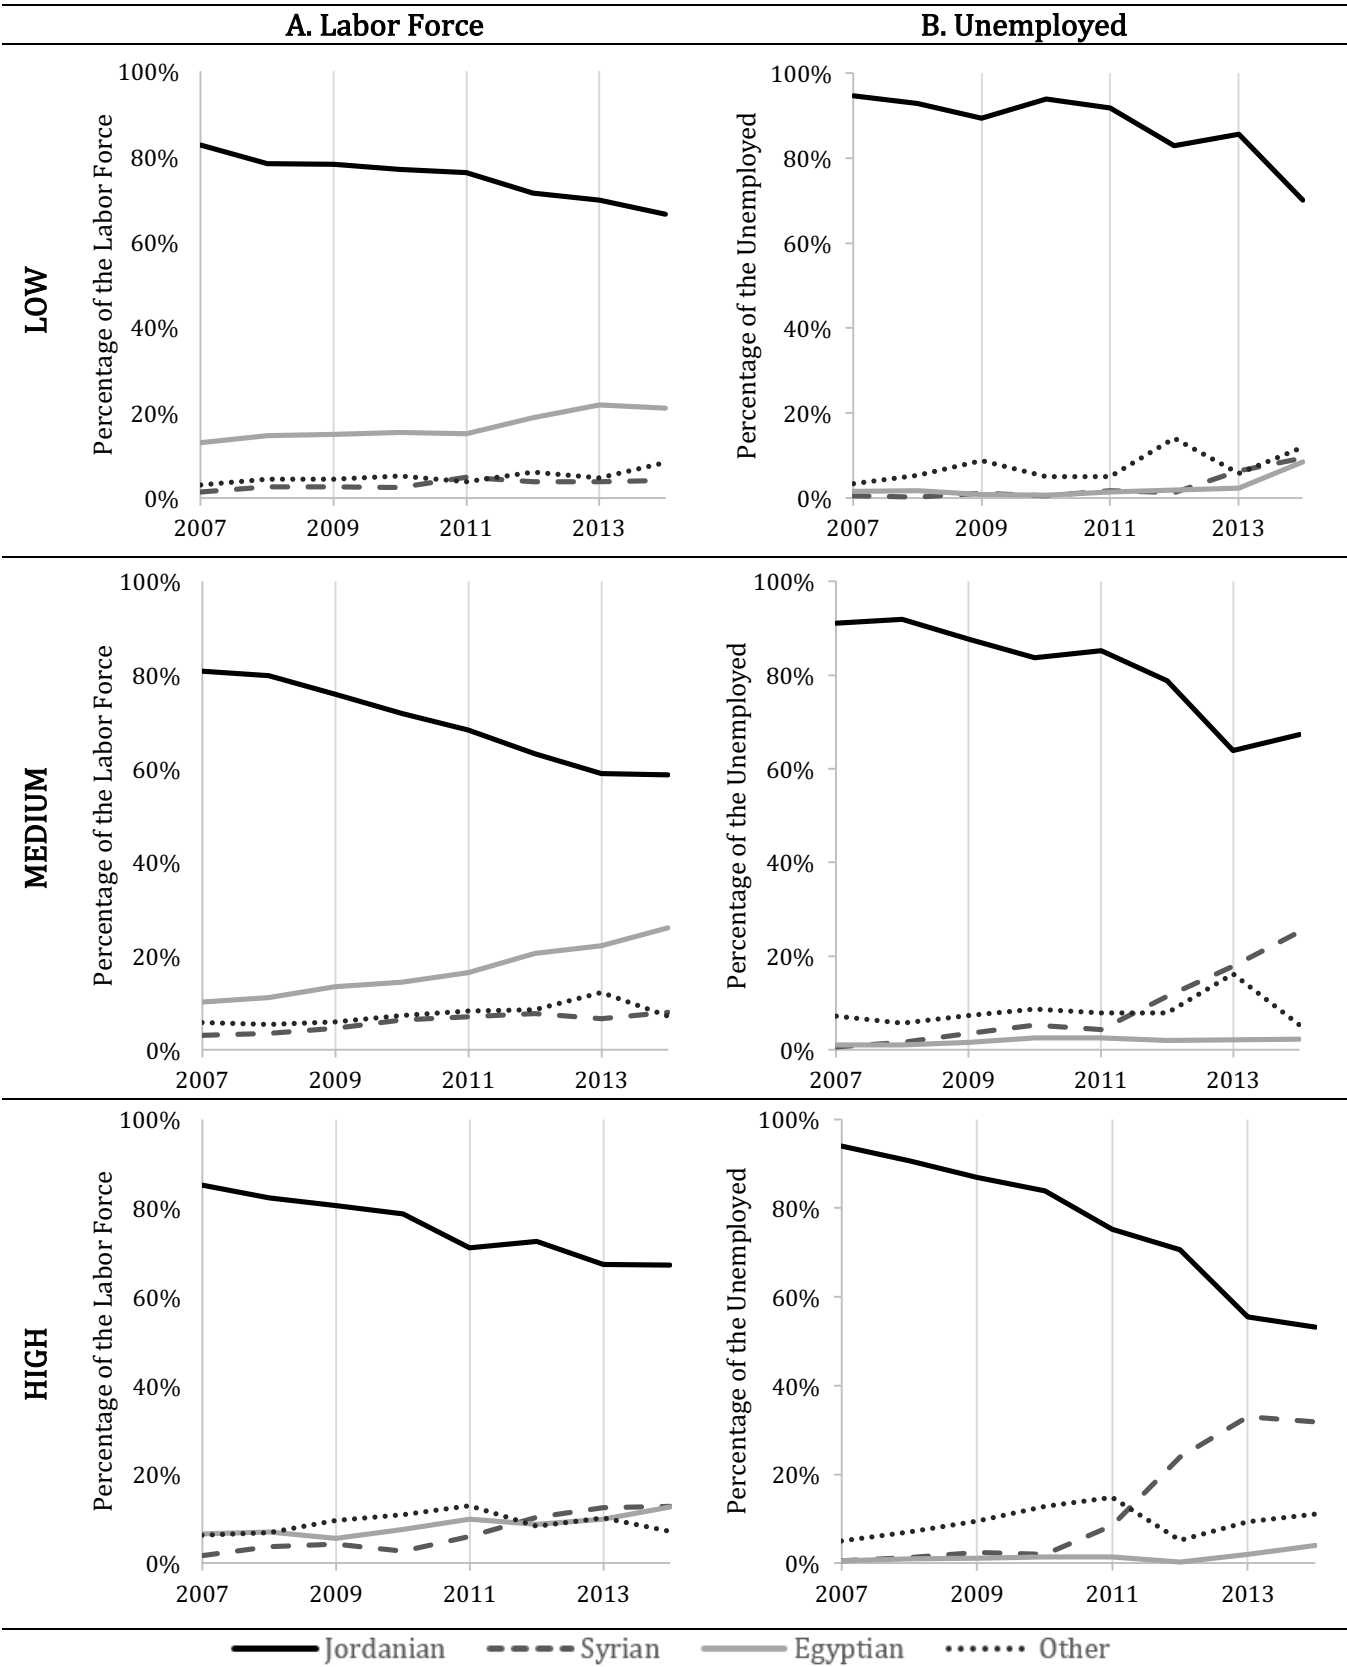 A. Labor Force
B. Unemployed
LOW
Percentage of the Labor Force
100%
80%
60%
40%
20%
0%
2007 2009 2011 2013
Percentage of the Unemployed
100%
80%
60%
40%
20%
0%
2007 2009 2011 2013
MEDIUM
Percentage of the Labor Force
100%
80%
60%
40%
20%
0%
2007 2009 2011 2013
Percentage of the Unemployed
100%
80%
60%
40%
20%
0%
2007 2009 2011 2013
HIGH
Percentage of the Labor Force
100%
80%
60%
40%
20%
0%
2007 2009 2011 2013
Percentage of the Unemployed
100%
80%
60%
40%
20%
0%
2007 2009 2011 2013
Jordanian Syrian Egyptian Other